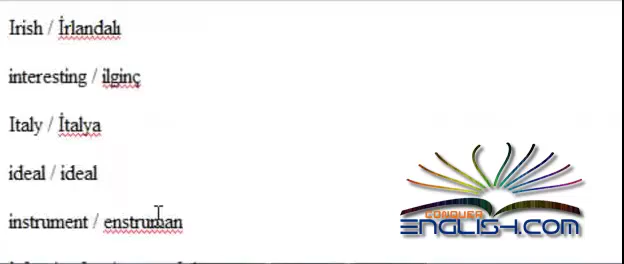 Irish / İrlandalı
interesting / ilginç
Italy / İtalya
ideal / ideal
instrument / enstruman
CONQUER
ENGLISH.COM